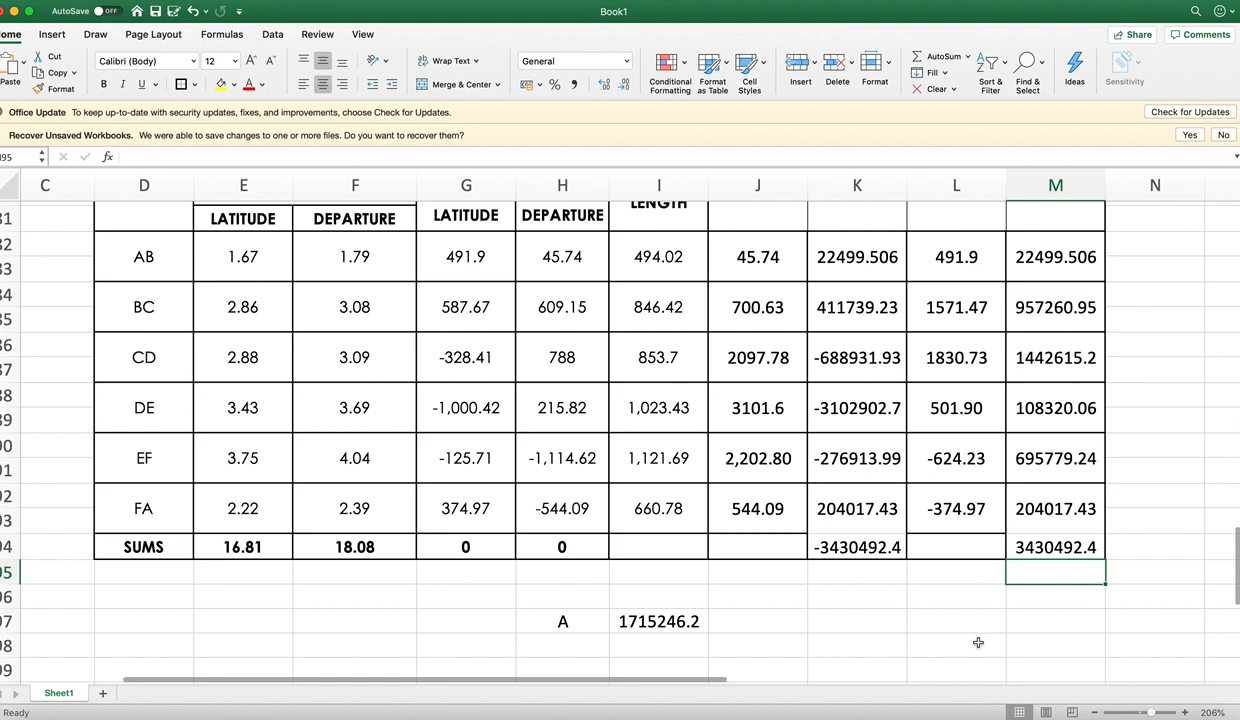 AutoSave OFF Book1
Insert Draw Page Layout Formulas Data Review View Share Comments
Paste Cut Copy Format
Calibri (Body) 12 A A
B I U A
Wrap Text
Merge & Center
General
% 
Conditional Formatting Format as Table Cell Styles Insert Delete Format
AutoSum Fill Clear
Sort & Filter Find & Select Ideas Sensitivity
Office Update To keep up-to-date with security updates, fixes, and improvements, choose Check for Updates. Check for Updates
Recover Unsaved Workbooks. We were able to save changes to one or more files. Do you want to recover them? Yes No
fx
C D E F G H I J K L M N
LATITUDE DEPARTURE LATITUDE DEPARTURE LENGTH
AB 1.67 1.79 491.9 45.74 494.02 45.74 22499.506 491.9 22499.506
BC 2.86 3.08 587.67 609.15 846.42 700.63 411739.23 1571.47 957260.95
CD 2.88 3.09 -328.41 788 853.7 2097.78 -688931.93 1830.73 1442615.2
DE 3.43 3.69 -1,000.42 215.82 1,023.43 3101.6 -3102902.7 501.90 108320.06
EF 3.75 4.04 -125.71 -1,114.62 1,121.69 2,202.80 -276913.99 -624.23 695779.24
FA 2.22 2.39 374.97 -544.09 660.78 544.09 204017.43 -374.97 204017.43
SUMS 16.81 18.08 0 0 -3430492.4 3430492.4
A 1715246.2
Sheet1 +
Ready 206%